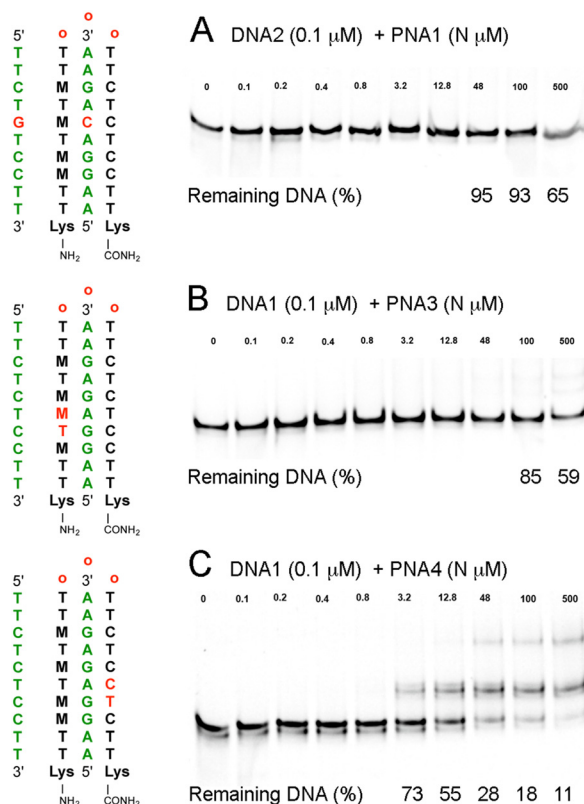 A DNA2 (0.1 µM) + PNA1 (N µM)
o
5' o 3' o
T T A T
T T A T
C M G C
T T A T
G M C C
T T A T
C M G C
C M G C
T T A T
T T A T
3' Lys 5' Lys
NH₂ CONH₂
0 0.1 0.2 0.4 0.8 3.2 12.8 48 100 500
Remaining DNA (%) 95 93 65
B DNA1 (0.1 µM) + PNA3 (N µM)
o
5' o 3' o
T T A T
T T A T
C M G C
T T A T
C M G C
T M A T
C T G C
C M G C
T T A T
T T A T
3' Lys 5' Lys
NH₂ CONH₂
0 0.1 0.2 0.4 0.8 3.2 12.8 48 100 500
Remaining DNA (%) 85 59
C DNA1 (0.1 µM) + PNA4 (N µM)
o
5' o 3' o
T T A T
T T A T
C M G C
T T A T
C M G C
T T A C
C M G T
C M G C
T T A T
T T A T
3' Lys 5' Lys
NH₂ CONH₂
0 0.1 0.2 0.4 0.8 3.2 12.8 48 100 500
Remaining DNA (%) 73 55 28 18 11